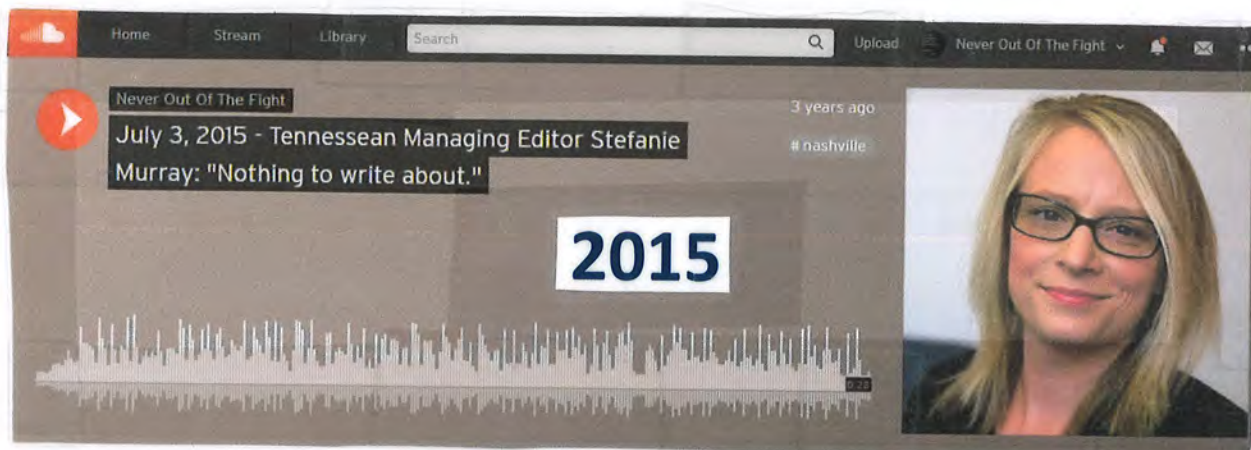 Home Stream Library Search Upload Never Out Of The Fight
Never Out Of The Fight
3 years ago
July 3, 2015 - Tennessean Managing Editor Stefanie
#nashville
Murray: "Nothing to write about."
2015
0:28